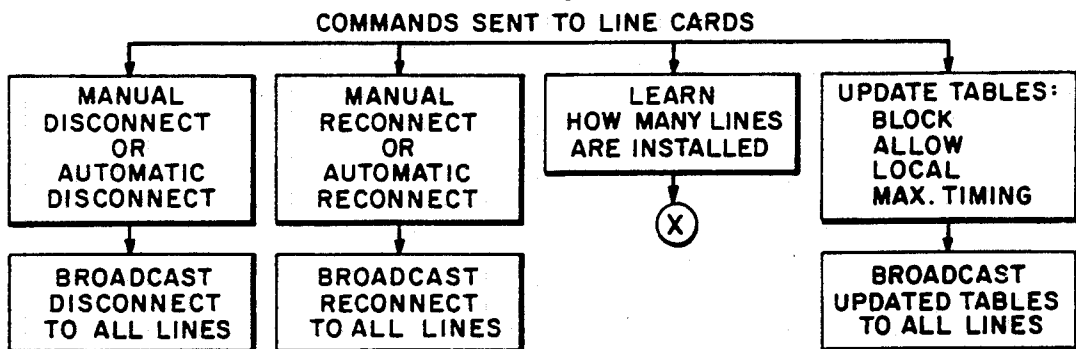 COMMANDS SENT TO LINE CARDS
MANUAL
DISCONNECT
OR
AUTOMATIC
DISCONNECT
MANUAL
RECONNECT
OR
AUTOMATIC
RECONNECT
LEARN
HOW MANY LINES
ARE INSTALLED
UPDATE TABLES:
BLOCK
ALLOW
LOCAL
MAX. TIMING
X
BROADCAST
DISCONNECT
TO ALL LINES
BROADCAST
RECONNECT
TO ALL LINES
BROADCAST
UPDATED TABLES
TO ALL LINES